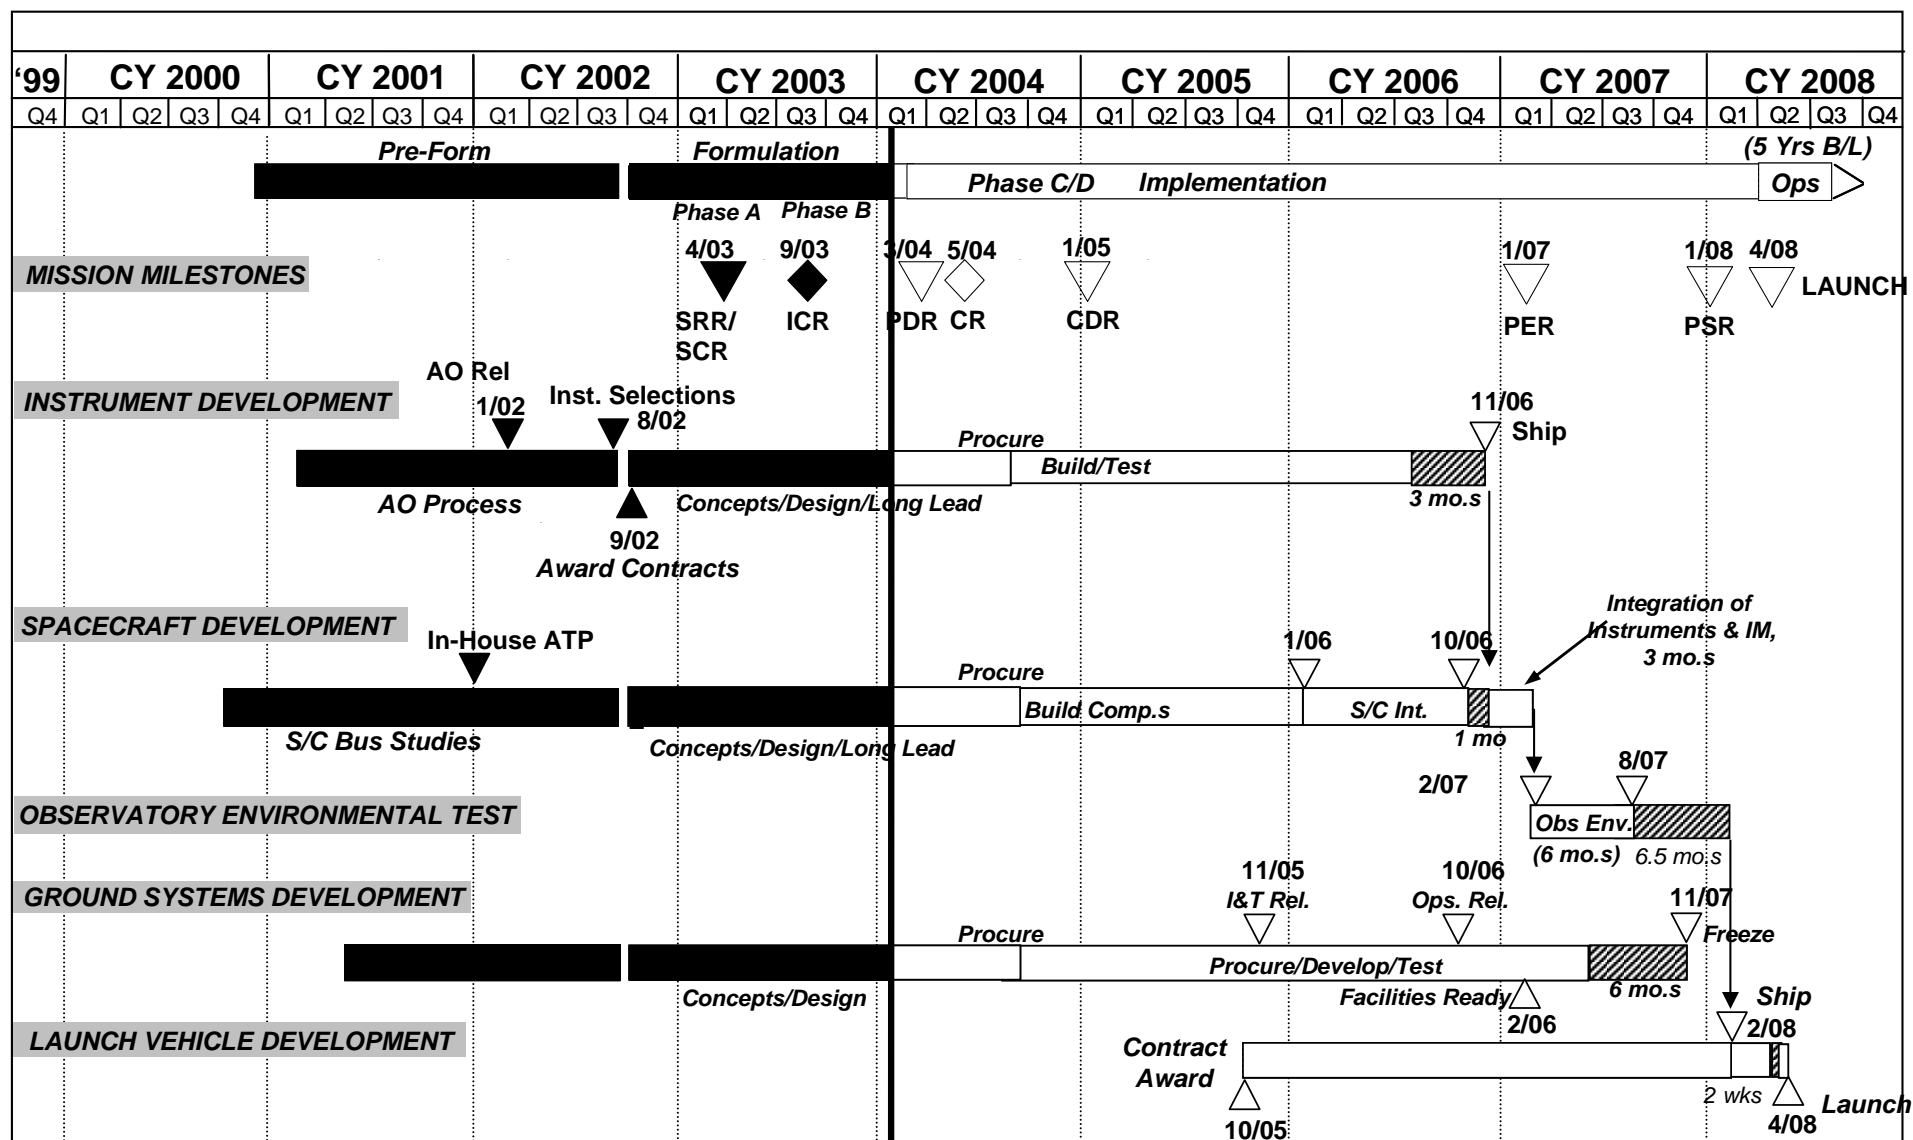 ‘99 CY 2000 CY 2001 CY 2002 CY 2003 CY 2004 CY 2005 CY 2006 CY 2007 CY 2008
Q4 Q1 Q2 Q3 Q4 Q1 Q2 Q3 Q4 Q1 Q2 Q3 Q4 Q1 Q2 Q3 Q4 Q1 Q2 Q3 Q4 Q1 Q2 Q3 Q4 Q1 Q2 Q3 Q4 Q1 Q2 Q3 Q4 Q1 Q2 Q3 Q4
Pre-Form Formulation (5 Yrs B/L)
Phase C/D Implementation Ops
Phase A Phase B
4/03 9/03 3/04 5/04 1/05 1/07 1/08 4/08
MISSION MILESTONES LAUNCH
SRR/ ICR PDR CR CDR PER PSR
SCR
AO Rel
INSTRUMENT DEVELOPMENT
1/02 Inst. Selections 11/06
8/02 Ship
Procure
Build/Test
AO Process Concepts/Design/Long Lead 3 mo.s
9/02
Award Contracts
SPACECRAFT DEVELOPMENT
In-House ATP 1/06 10/06
Integration of
Instruments & IM,
3 mo.s
Procure
Build Comp.s S/C Int.
S/C Bus Studies Concepts/Design/Long Lead 1 mo
2/07 8/07
OBSERVATORY ENVIRONMENTAL TEST
Obs Env.
(6 mo.s) 6.5 mo.s
GROUND SYSTEMS DEVELOPMENT
11/05 10/06 11/07
I&T Rel. Ops. Rel.
Procure Freeze
Procure/Develop/Test
Concepts/Design Facilities Ready 6 mo.s
2/06
Ship
2/08
LAUNCH VEHICLE DEVELOPMENT
Contract
Award
2 wks Launch
10/05 4/08